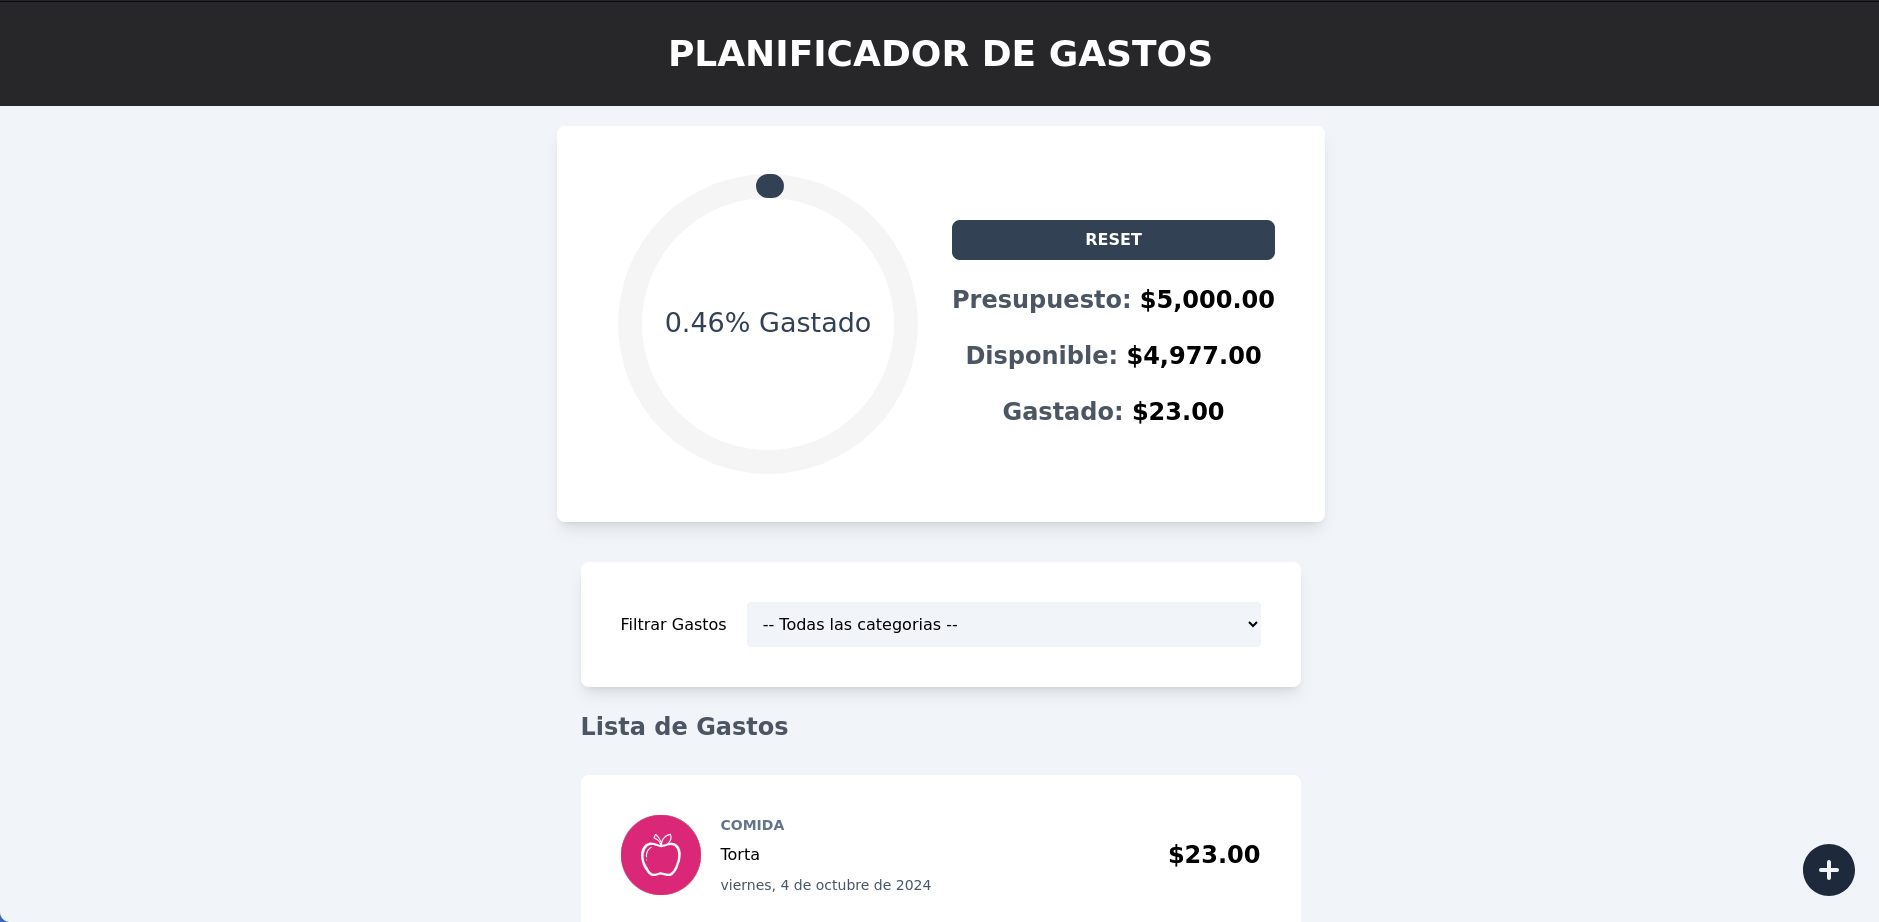 PLANIFICADOR DE GASTOS
0.46% Gastado
RESET
Presupuesto: $5,000.00
Disponible: $4,977.00
Gastado: $23.00
Filtrar Gastos
-- Todas las categorias --
Lista de Gastos
COMIDA
Torta
viernes, 4 de octubre de 2024
$23.00